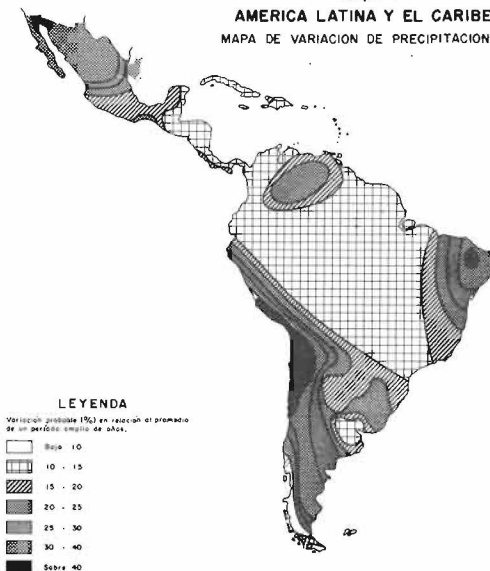 AMERICA LATINA Y EL CARIBE
MAPA DE VARIACION DE PRECIPITACION
LEYENDA
Variación probable (%) en relación al promedio
de un período amplio de años.
Bajo 10
10 - 15
15 - 20
20 - 25
25 - 30
30 - 40
Sobre 40